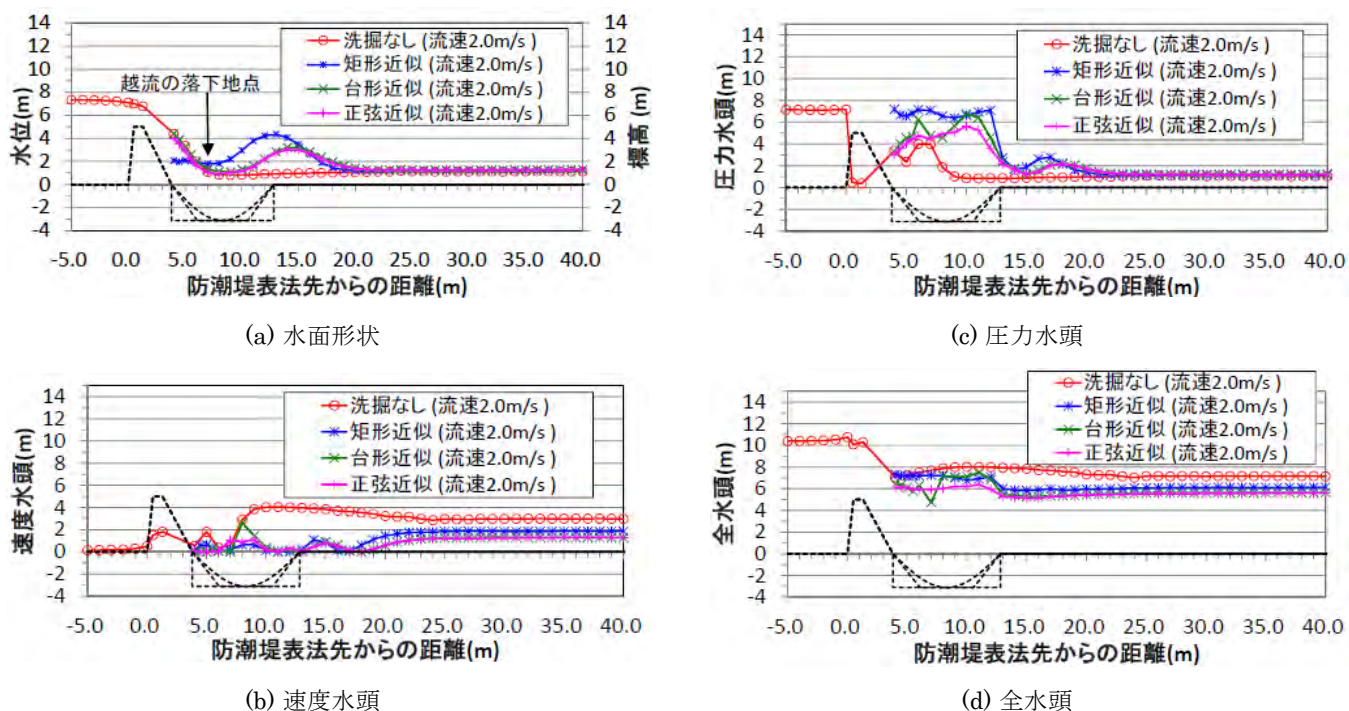 水位(m)
標高 (m)
14
12
10
8
6
4
2
0
-2
-4
14
12
10
8
6
4
2
0
-2
-4
洗掘なし (流速2.0m/s )
矩形近似 (流速2.0m/s )
台形近似 (流速2.0m/s )
正弦近似 (流速2.0m/s )
越流の落下地点
-5.0 0.0 5.0 10.0 15.0 20.0 25.0 30.0 35.0 40.0
防潮堤表法先からの距離(m)
(a) 水面形状
圧力水頭(m)
14
12
10
8
6
4
2
0
-2
-4
洗掘なし (流速2.0m/s )
矩形近似 (流速2.0m/s )
台形近似 (流速2.0m/s )
正弦近似 (流速2.0m/s )
-5.0 0.0 5.0 10.0 15.0 20.0 25.0 30.0 35.0 40.0
防潮堤表法先からの距離(m)
(c) 圧力水頭
速度水頭(m)
14
12
10
8
6
4
2
0
-2
-4
洗掘なし (流速2.0m/s )
矩形近似 (流速2.0m/s )
台形近似 (流速2.0m/s )
正弦近似 (流速2.0m/s )
-5.0 0.0 5.0 10.0 15.0 20.0 25.0 30.0 35.0 40.0
防潮堤表法先からの距離(m)
(b) 速度水頭
全水頭(m)
14
12
10
8
6
4
2
0
-2
-4
洗掘なし (流速2.0m/s )
矩形近似 (流速2.0m/s )
台形近似 (流速2.0m/s )
正弦近似 (流速2.0m/s )
-5.0 0.0 5.0 10.0 15.0 20.0 25.0 30.0 35.0 40.0
防潮堤表法先からの距離(m)
(d) 全水頭